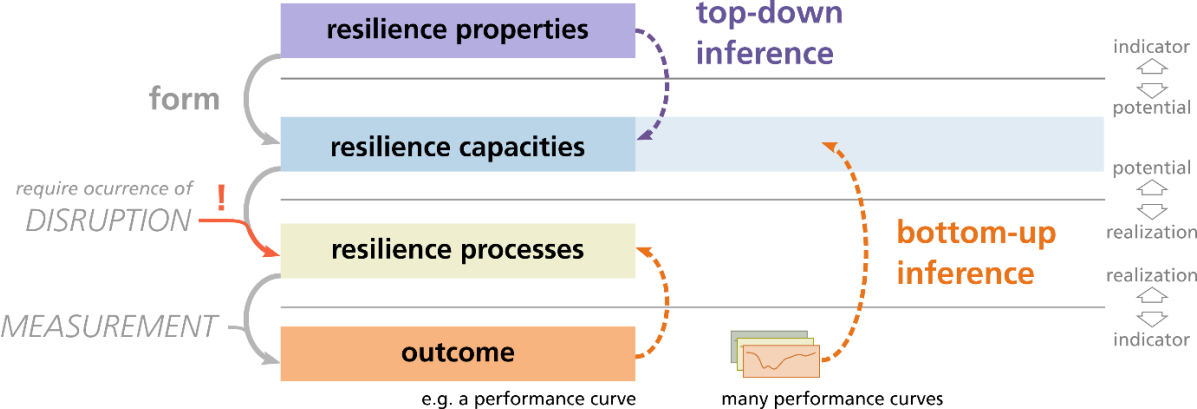 resilience properties
top-down
inference
indicator
form
potential
resilience capacities
potential
require ocurrence of
!
DISRUPTION
realization
resilience processes
bottom-up
inference
realization
MEASUREMENT
indicator
outcome
e.g. a performance curve
many performance curves